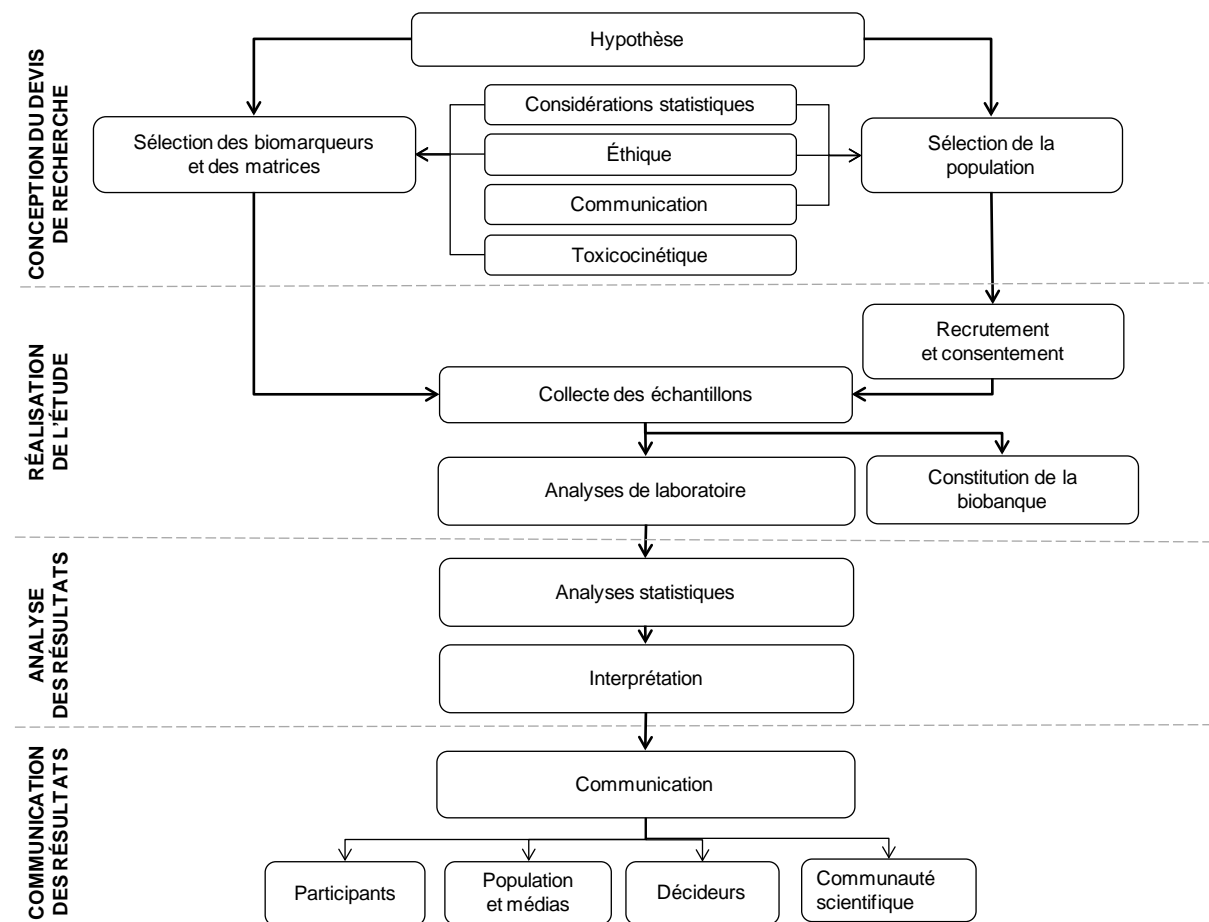 CONCEPTION DU DEVIS
DE RECHERCHE
Hypothèse
Considérations statistiques
Sélection des biomarqueurs
et des matrices
Éthique
Sélection de la
population
Communication
Toxicocinétique
RÉALISATION
DE L'ÉTUDE
Recrutement
et consentement
Collecte des échantillons
Analyses de laboratoire
Constitution de la
biobanque
ANALYSE
DES RÉSULTATS
Analyses statistiques
Interprétation
COMMUNICATION
DES RÉSULTATS
Communication
Participants
Population
et médias
Décideurs
Communauté
scientifique